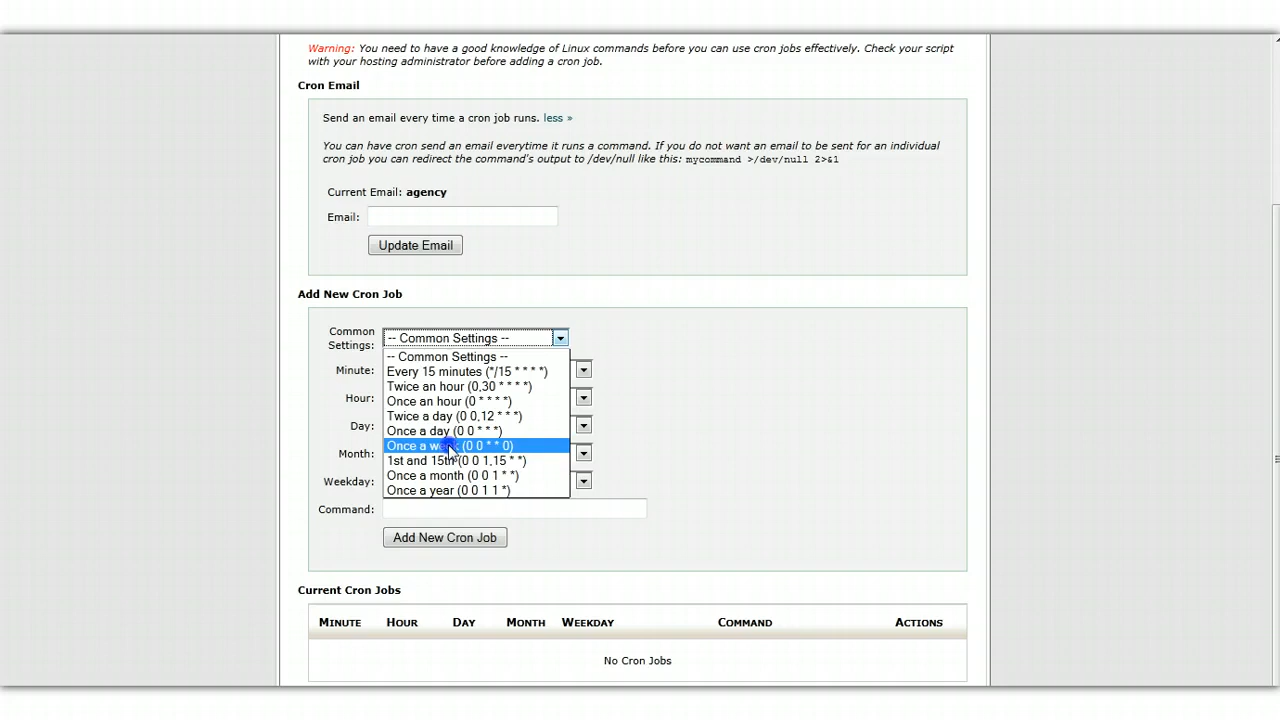 Warning: You need to have a good knowledge of Linux commands before you can use cron jobs effectively. Check your script
with your hosting administrator before adding a cron job.
Cron Email
Send an email every time a cron job runs. less »
You can have cron send an email everytime it runs a command. If you do not want an email to be sent for an individual
cron job you can redirect the command's output to /dev/null like this: mycommand >/dev/null 2>&1
Current Email: agency
Email:
Update Email
Add New Cron Job
Common
Settings:
-- Common Settings --
-- Common Settings --
Every 15 minutes (*/15 * * * *)
Twice an hour (0,30 * * * *)
Once an hour (0 * * * *)
Twice a day (0 0,12 * * *)
Once a day (0 0 * * *)
Once a week (0 0 * * 0)
1st and 15th (0 0 1,15 * *)
Once a month (0 0 1 * *)
Once a year (0 0 1 1 *)
Minute:
Hour:
Day:
Month:
Weekday:
Command:
Add New Cron Job
Current Cron Jobs
Minute Hour Day Month Weekday Command Actions
No Cron Jobs